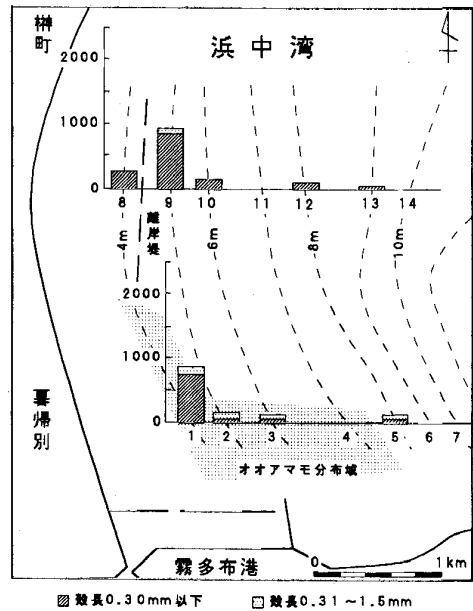 榊町
浜中湾
2000
1000
0
8 9 10 11 12 13 14
離岸堤
4m
6m
8m
10m
2000
1000
0
1 2 3 4 5 6 7
オオアマモ分布域
暮帰別
霧多布港
0 1km
殻長0.30mm以下 殻長0.31~1.5mm